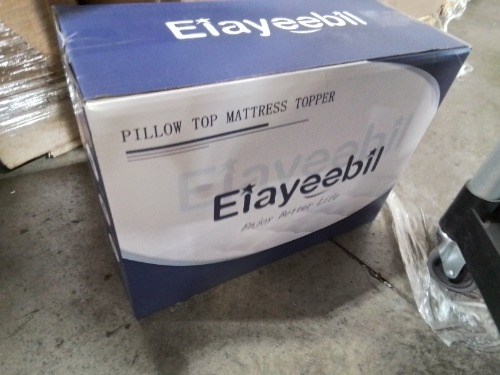 Eiayeebil
PILLOW TOP MATTRESS TOPPER
Eiayeebil
Eiayeebil
Enjoy Better Life